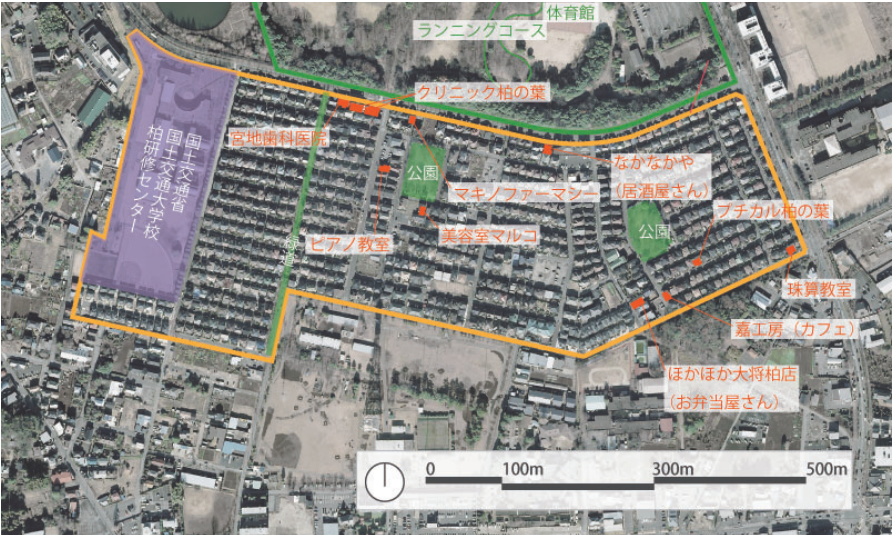 体育館
ランニングコース
クリニック柏の葉
宮地歯科医院
国土交通省
国土交通大学校
柏研修センター
公園
なかなかや
(居酒屋さん)
マキノファーマシー
プチカル柏の葉
緑道
ピアノ教室
美容室マルコ
公園
珠算教室
嘉工房(カフェ)
ほかほか大将柏店
(お弁当屋さん)
0 100m 300m 500m